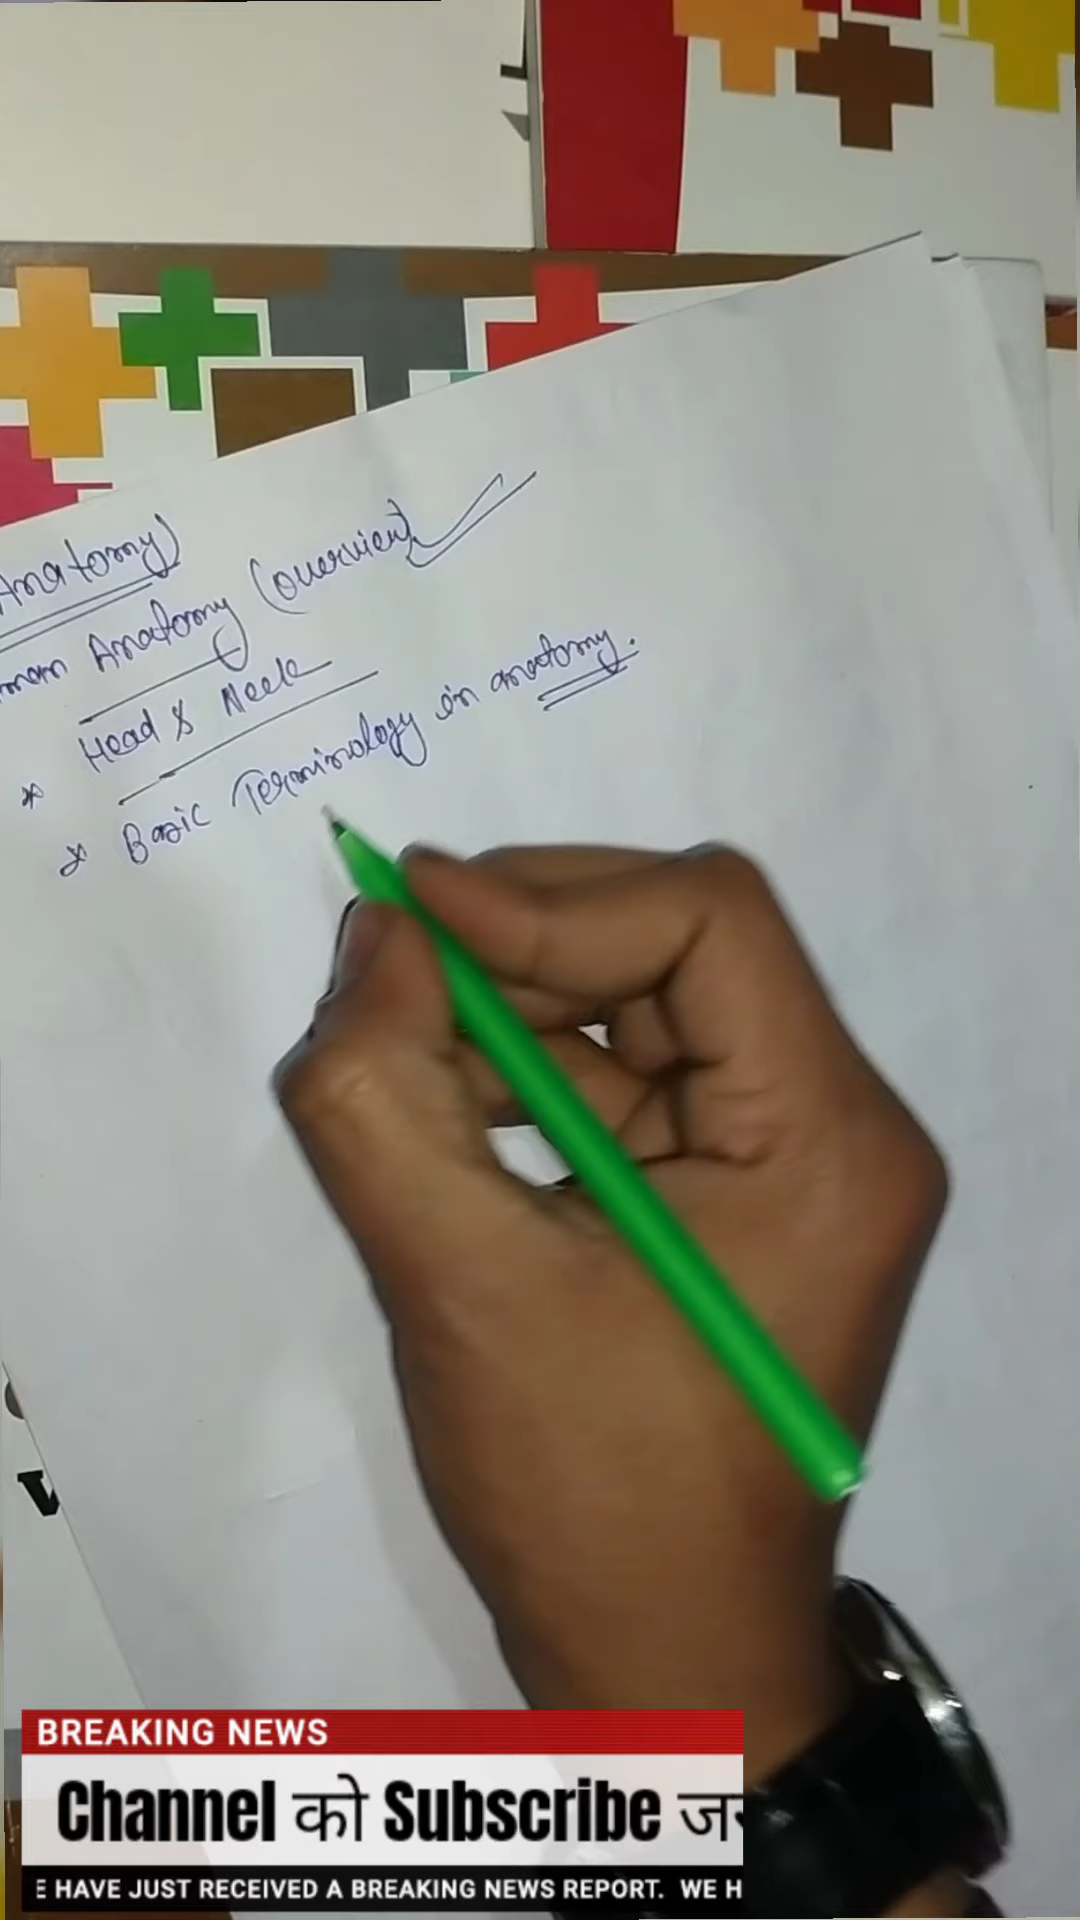 Anatomy
Anatomy (overview)
* Head & Neck
* Basic Terminology in anatomy.
BREAKING NEWS
Channel को Subscribe
HAVE JUST RECEIVED A BREAKING NEWS REPORT. WE H